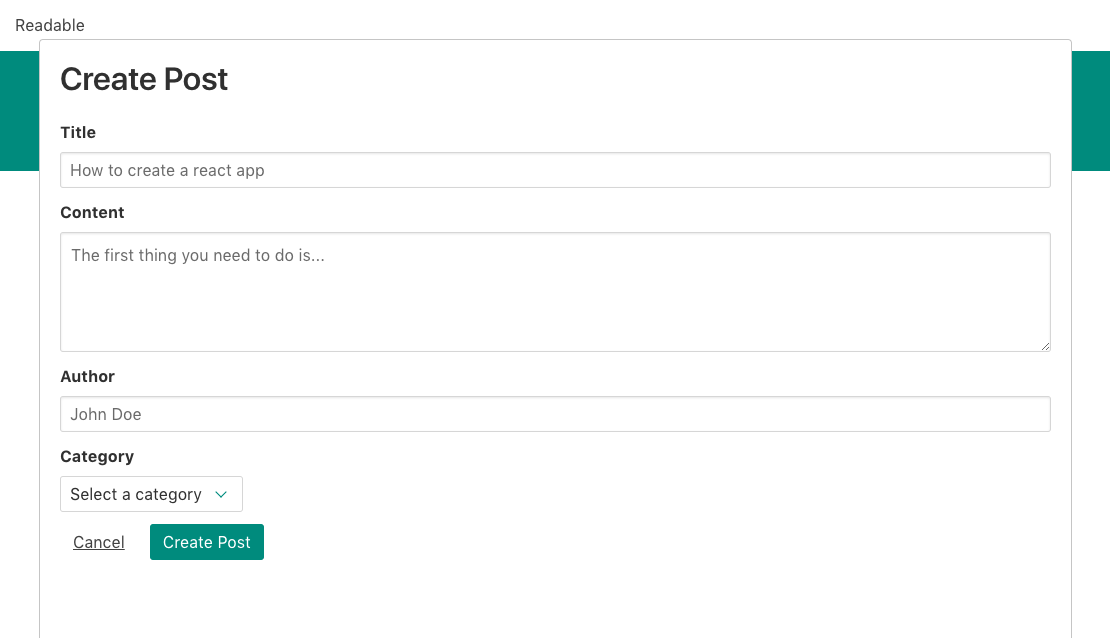 Readable
Create Post
Title
How to create a react app
Content
The first thing you need to do is...
Author
John Doe
Category
Select a category
Cancel
Create Post